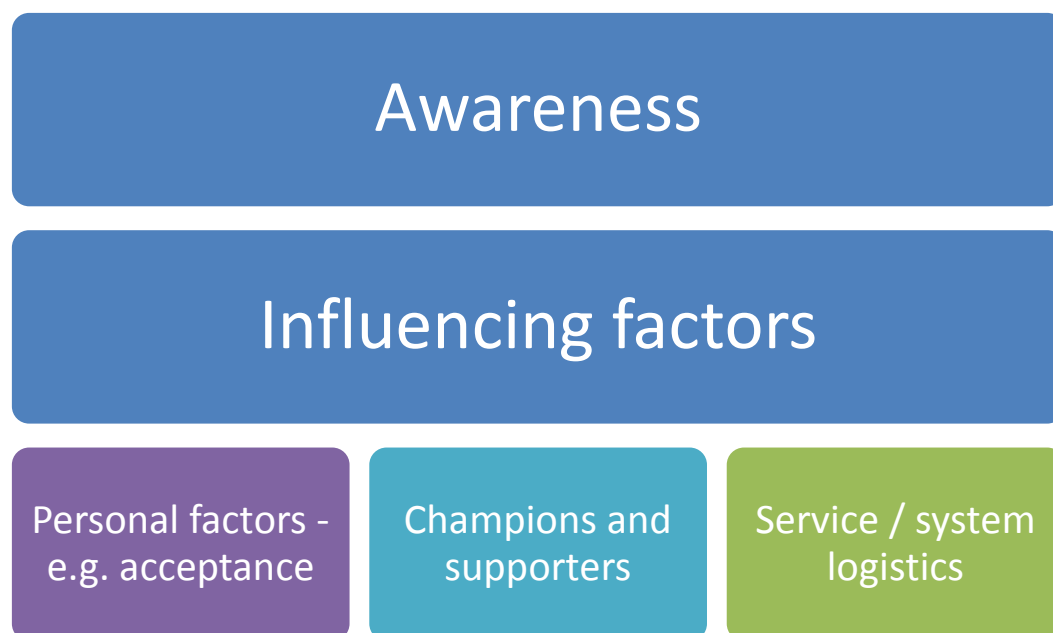 Awareness
Influencing factors
Personal factors -
e.g. acceptance
Champions and
supporters
Service / system
logistics